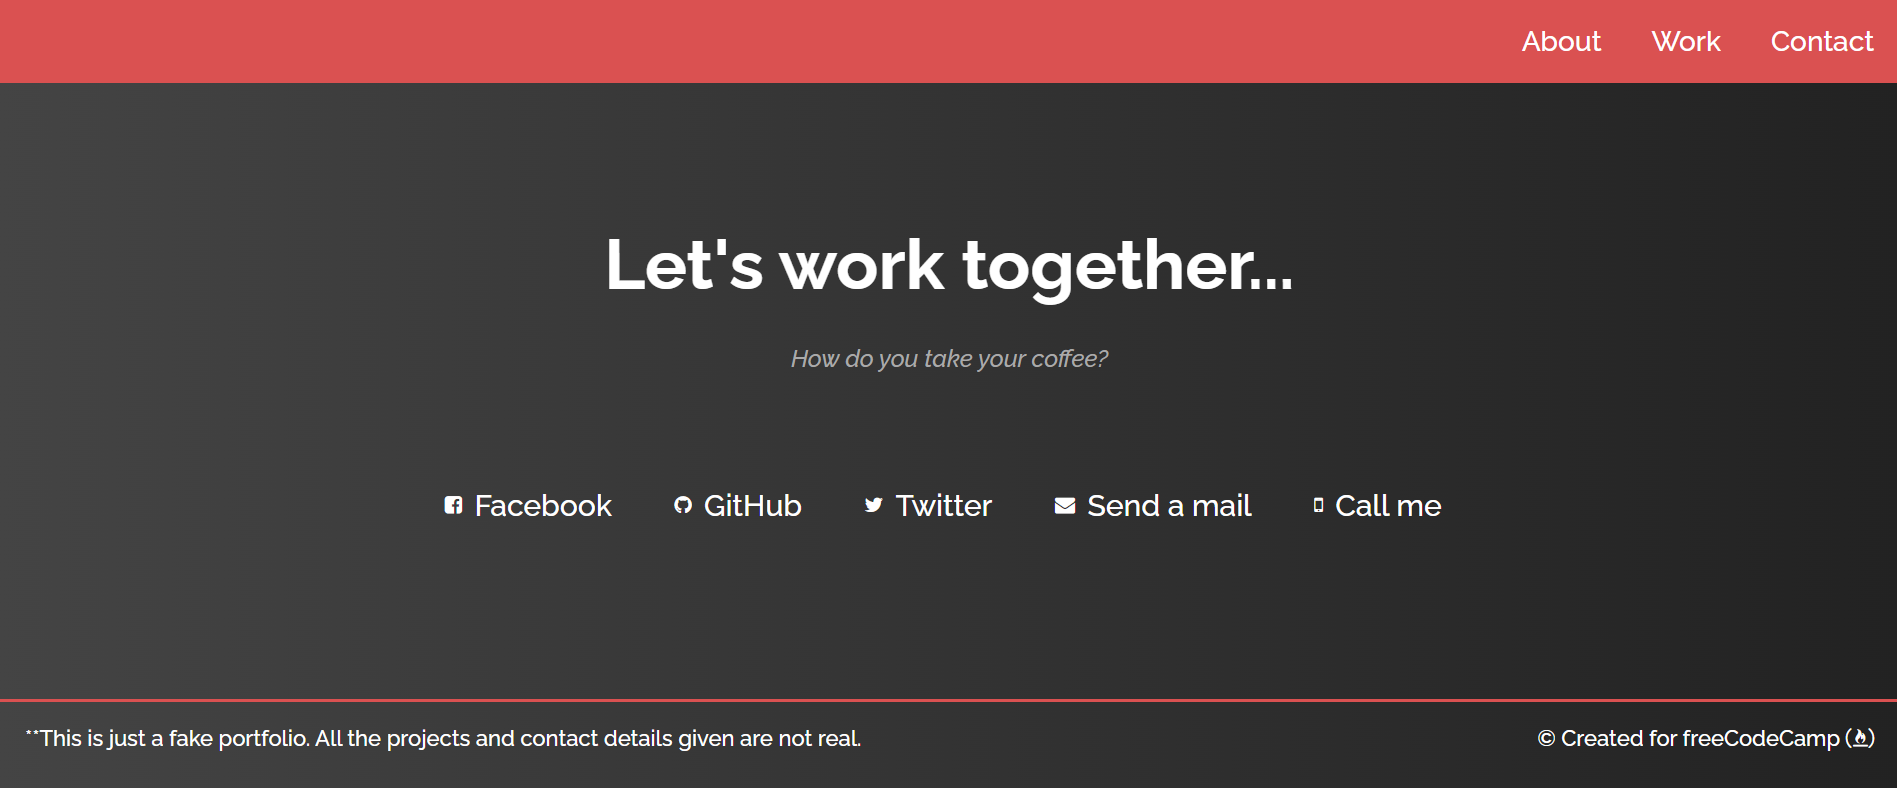 About Work Contact
Let's work together...
How do you take your coffee?
Facebook GitHub Twitter Send a mail Call me
**This is just a fake portfolio. All the projects and contact details given are not real.
© Created for freeCodeCamp